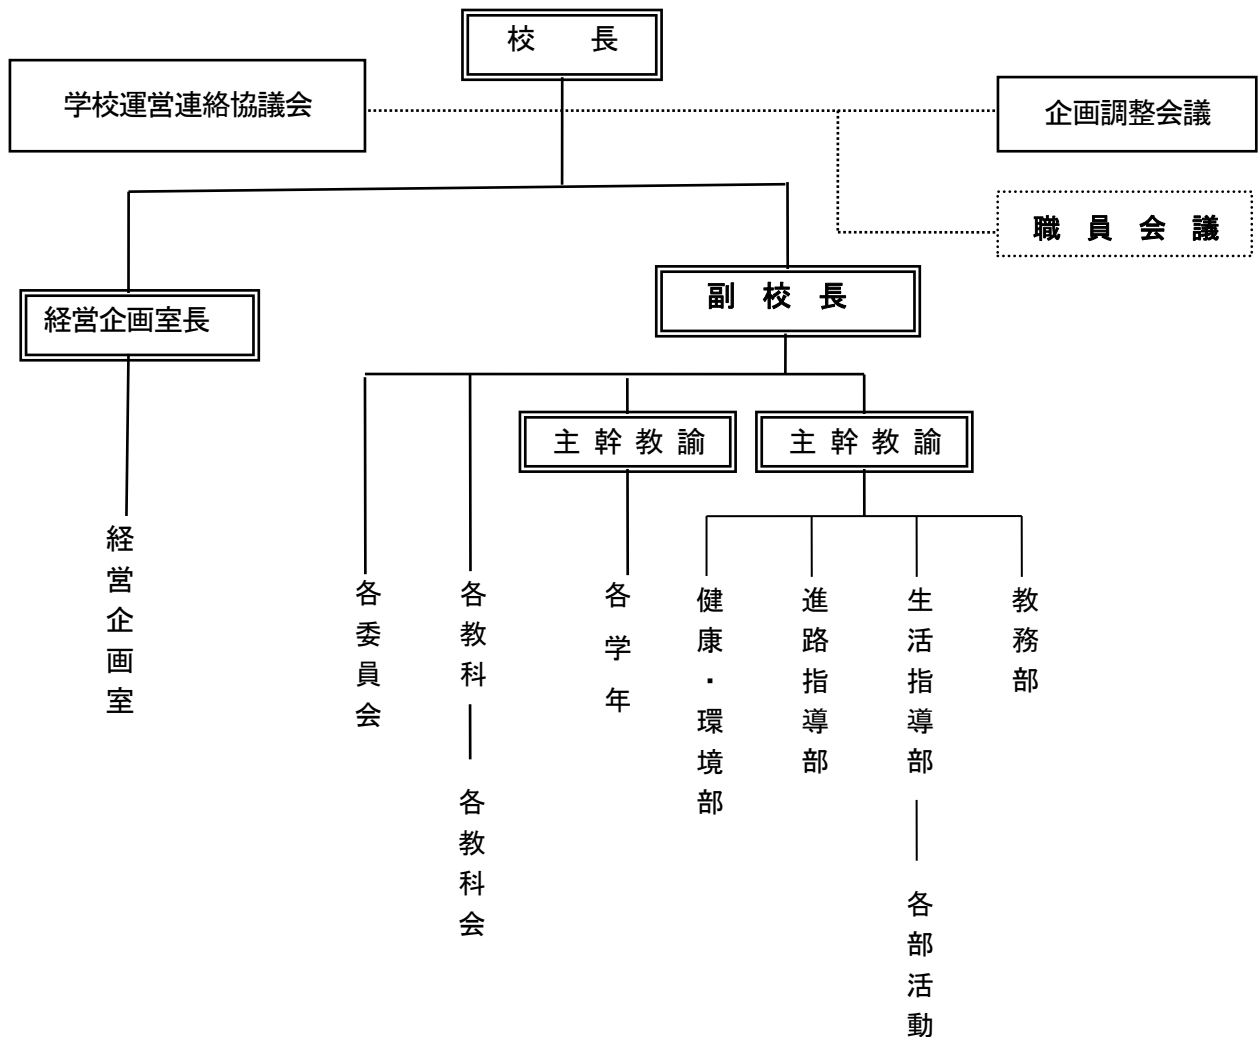 校　長
学校運営連絡協議会
企画調整会議
職 員 会 議
副 校 長
経営企画室長
主 幹 教 諭
主 幹 教 諭
経営企画室
各委員会
各教科
各教科会
各学年
健康・環境部
進路指導部
生活指導部
各部活動
教務部